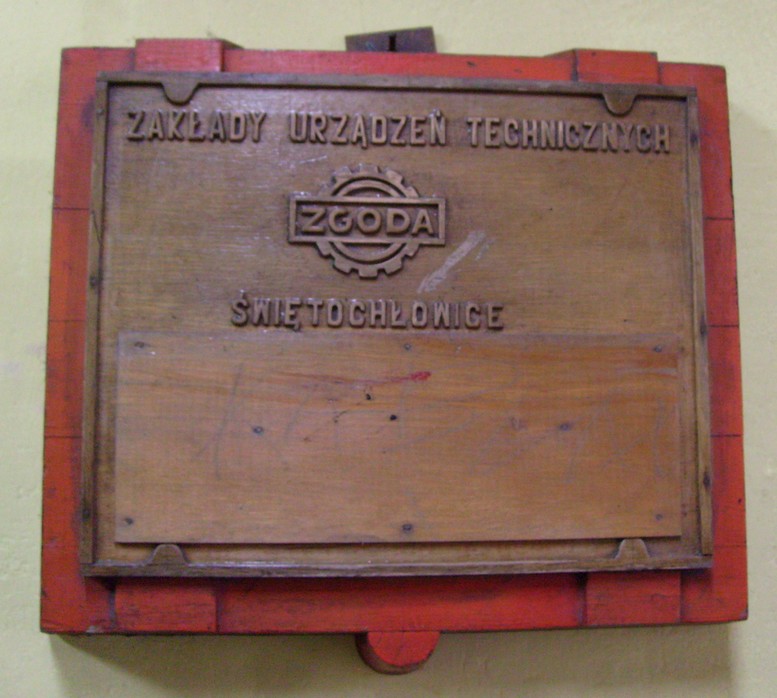 ZAKŁADY URZĄDZEŃ TECHNICZNYCH
ZGODA
ŚWIĘTOCHŁOWICE